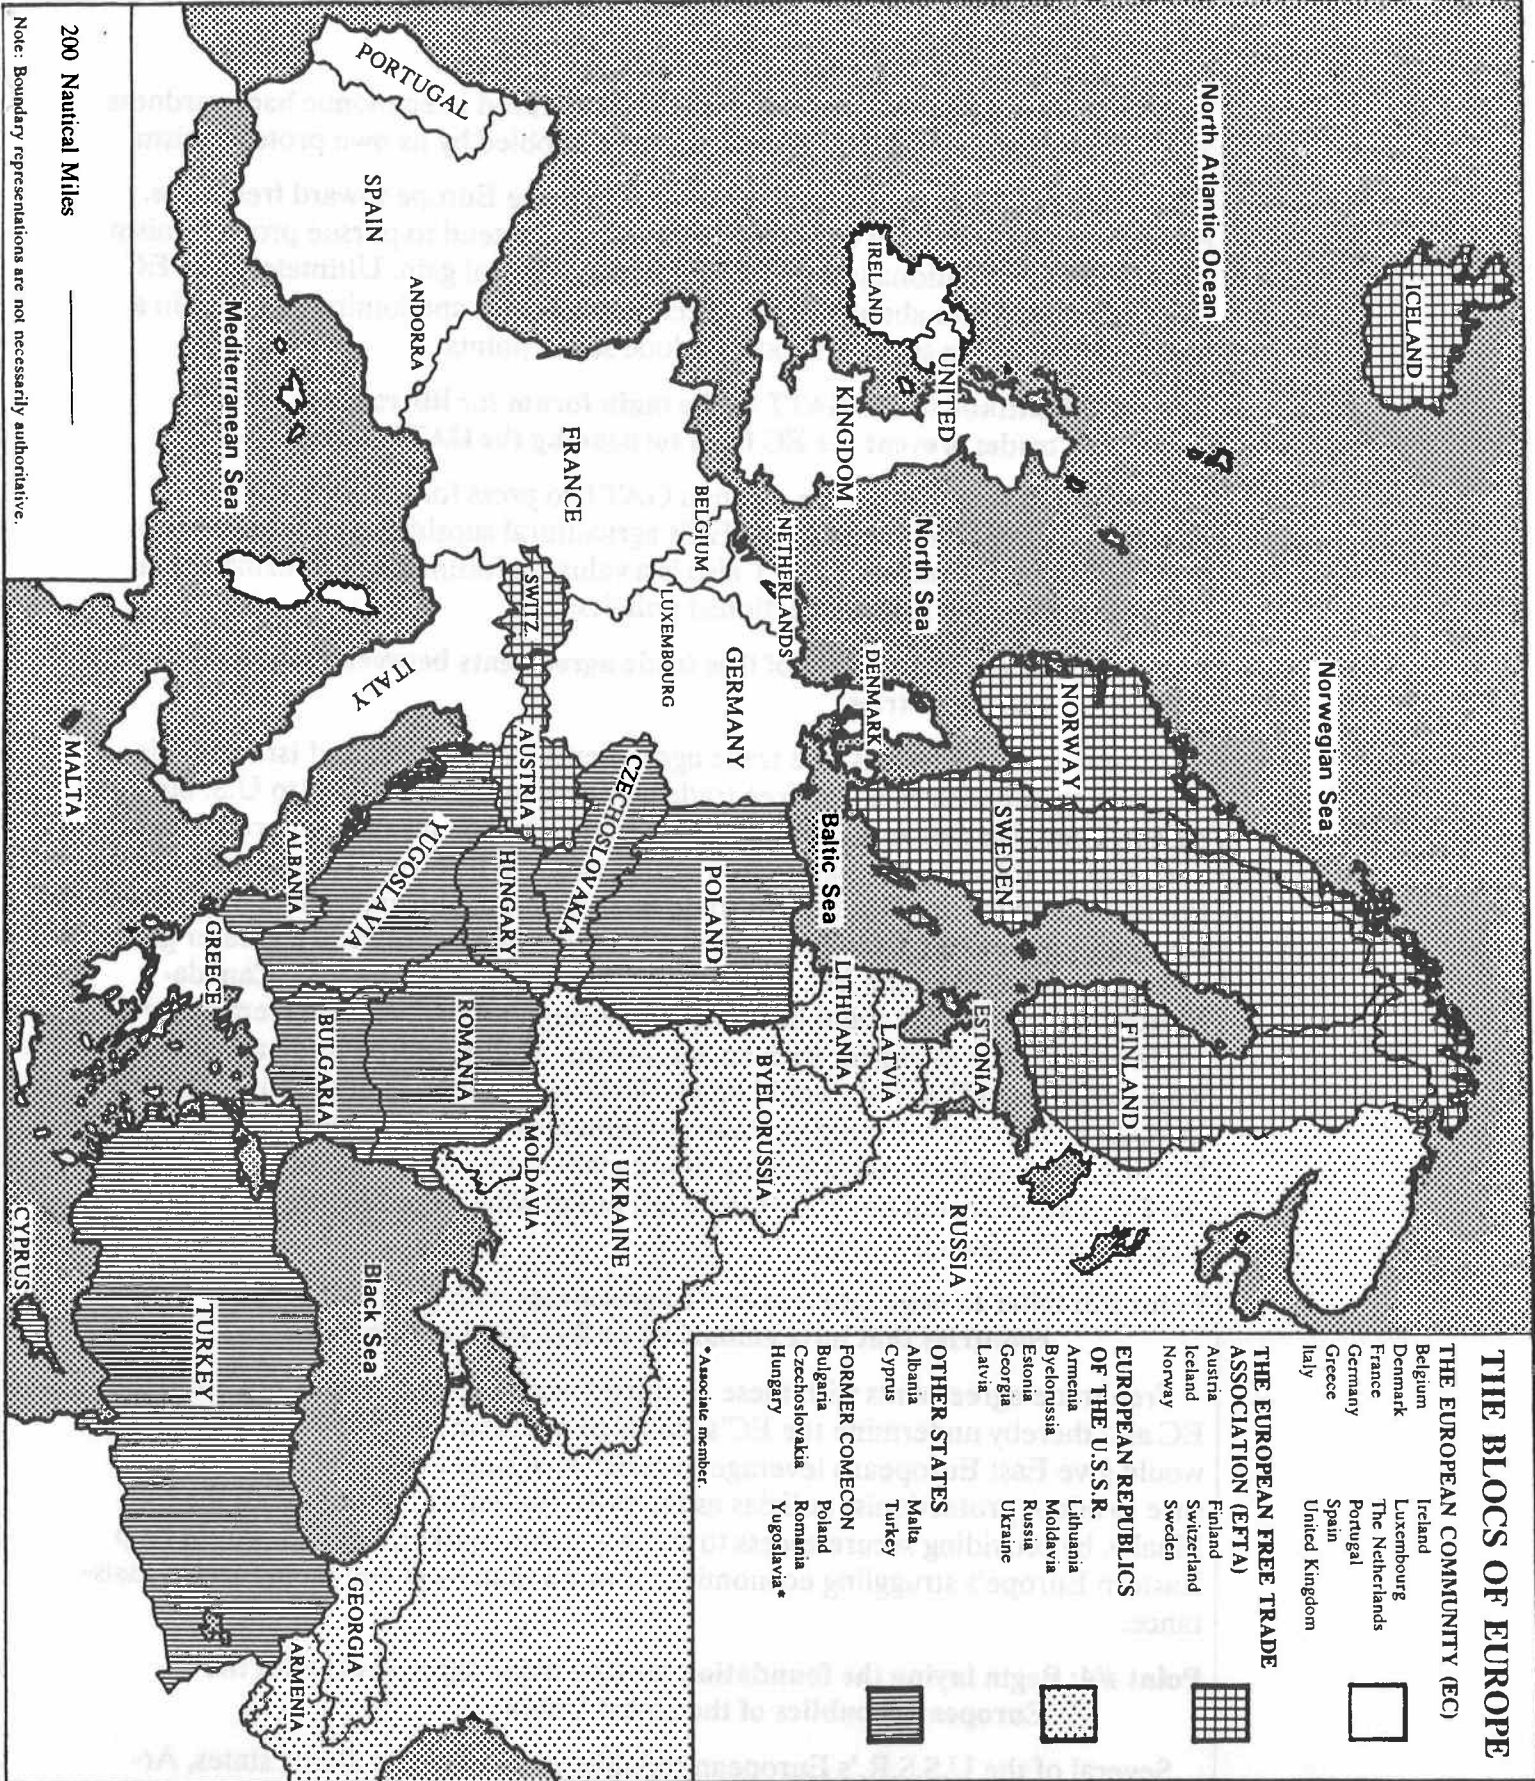 THE BLOCS OF EUROPE
THE EUROPEAN COMMUNITY (EC)
Belgium Ireland
Denmark Luxembourg
France The Netherlands
Germany Portugal
Greece Spain
Italy United Kingdom
THE EUROPEAN FREE TRADE
ASSOCIATION (EFTA)
Austria Finland
Iceland Switzerland
Norway Sweden
EUROPEAN REPUBLICS
OF THE U.S.S.R.
Armenia Lithuania
Byelorussia Moldavia
Estonia Russia
Georgia Ukraine
Latvia
OTHER STATES
Albania Malta
Cyprus Turkey
FORMER COMECON
Bulgaria Poland
Czechoslovakia Romania
Hungary Yugoslavia*
*Associate member
ICELAND
Norwegian Sea
North Atlantic Ocean
NORWAY
SWEDEN
FINLAND
RUSSIA
ESTONIA
LATVIA
LITHUANIA
North Sea
Baltic Sea
DENMARK
UNITED
KINGDOM
IRELAND
NETHERLANDS
BELGIUM
LUXEMBOURG
GERMANY
POLAND
BYELORUSSIA
UKRAINE
CZECHOSLOVAKIA
FRANCE
SWITZ.
AUSTRIA
HUNGARY
MOLDAVIA
ROMANIA
YUGOSLAVIA
BULGARIA
Black Sea
GEORGIA
ARMENIA
ANDORRA
PORTUGAL
SPAIN
ITALY
ALBANIA
GREECE
TURKEY
Mediterranean Sea
MALTA
CYPRUS
200 Nautical Miles
Note: Boundary representations are not necessarily authoritative.